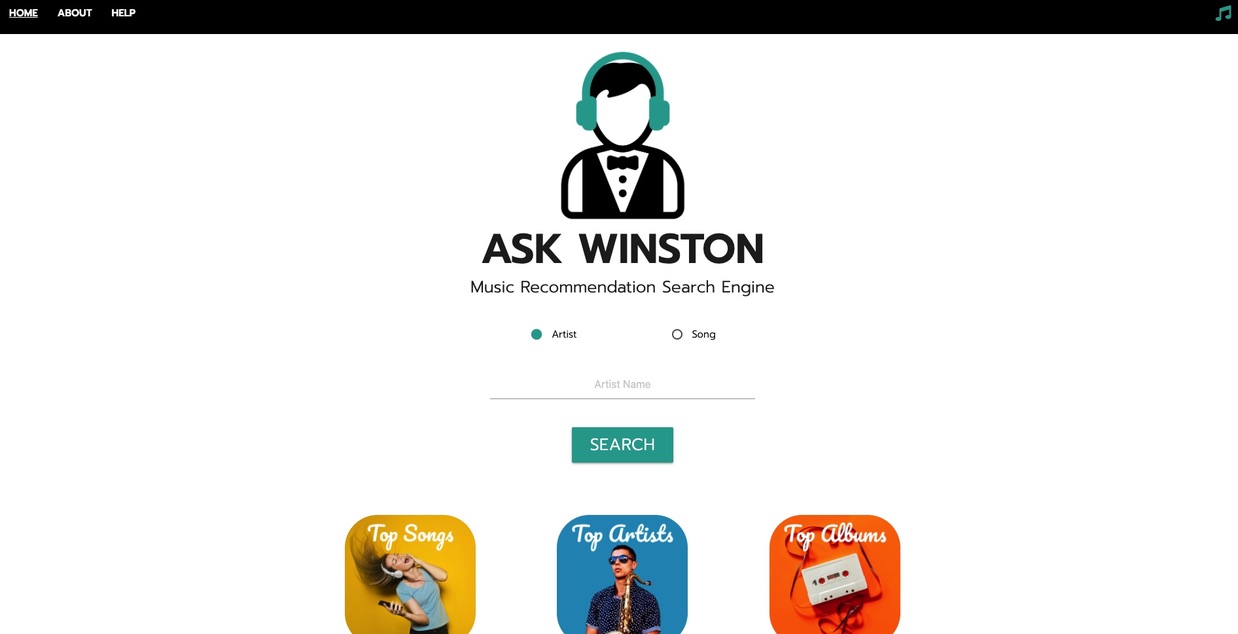 HOME ABOUT HELP
ASK WINSTON
Music Recommendation Search Engine
Artist Song
Artist Name
SEARCH
Top Songs Top Artists Top Albums